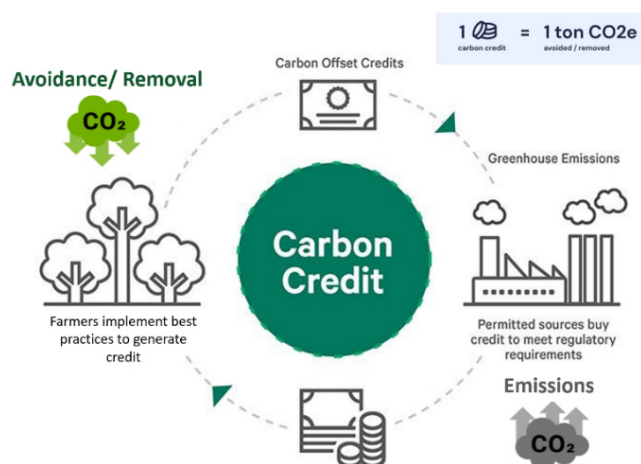 1 = 1 ton CO2e
carbon credit avoided / removed
Carbon Offset Credits
Avoidance/ Removal
CO₂
Greenhouse Emissions
Carbon
Credit
Farmers implement best
practices to generate
credit
Permitted sources buy
credit to meet regulatory
requirements
Emissions
CO₂